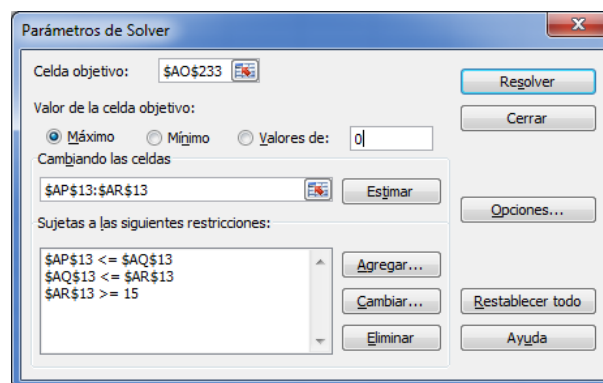 Parámetros de Solver
Celda objetivo: $AO$233
Resolver
Valor de la celda objetivo:
Cerrar
Máximo Mínimo Valores de: 0
Cambiando las celdas
$AP$13:$AR$13 Estimar
Opciones...
Sujetas a las siguientes restricciones:
$AP$13 <= $AQ$13
$AQ$13 <= $AR$13
$AR$13 >= 15
Agregar...
Cambiar...
Restablecer todo
Eliminar
Ayuda